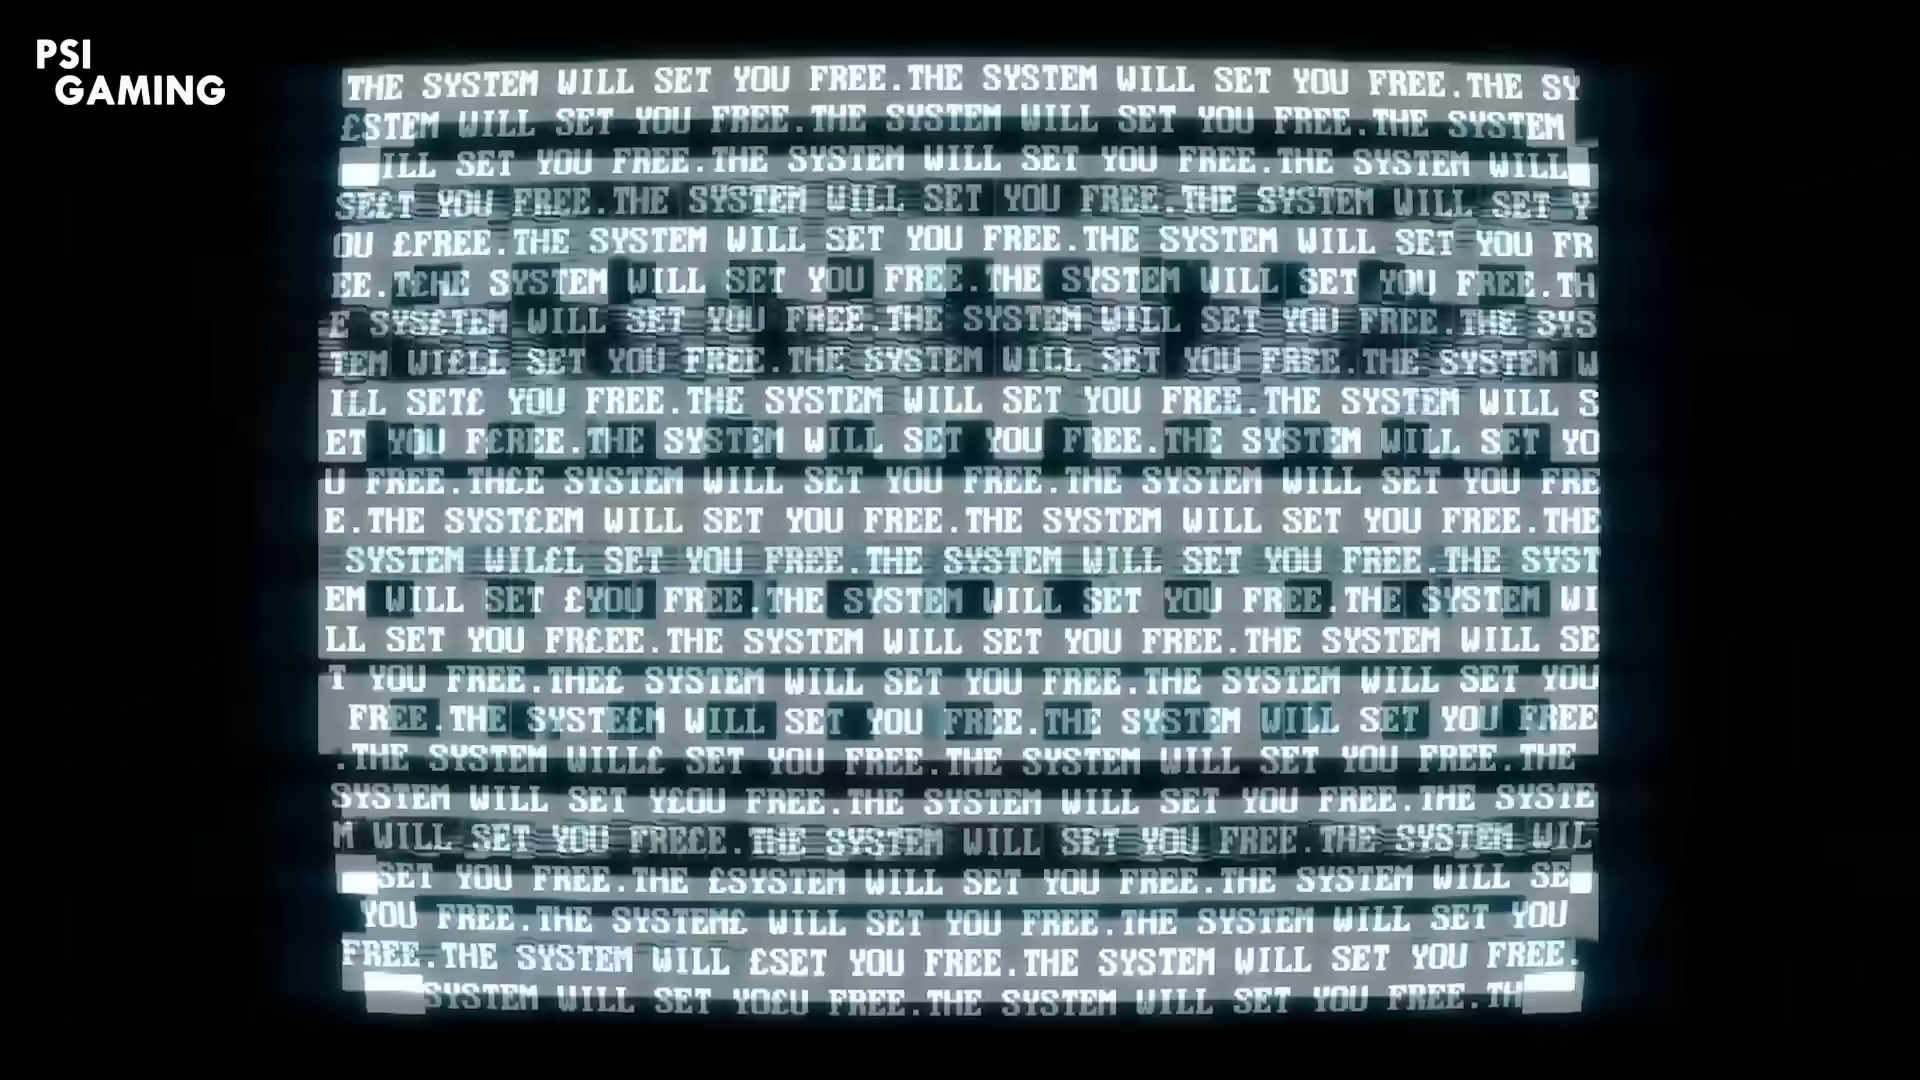 PSI
GAMING
THE SYSTEM WILL SET YOU FREE.THE SYSTEM WILL SET YOU FREE.THE SY
£STEM WILL SET YOU FREE.THE SYSTEM WILL SET YOU FREE.THE SYSTEM
ILL SET YOU FREE.THE SYSTEM WILL SET YOU FREE.THE SYSTEM WILL
SE£T YOU FREE.THE SYSTEM WILL SET YOU FREE.THE SYSTEM WILL SET Y
OU £FREE.THE SYSTEM WILL SET YOU FREE.THE SYSTEM WILL SET YOU FR
EE.T£HE SYSTEM WILL SET YOU FREE.THE SYSTEM WILL SET YOU FREE.TH
E SYS£TEM WILL SET YOU FREE.THE SYSTEM WILL SET YOU FREE.THE SYS
TEM WI£LL SET YOU FREE.THE SYSTEM WILL SET YOU FREE.THE SYSTEM W
ILL SET£ YOU FREE.THE SYSTEM WILL SET YOU FREE.THE SYSTEM WILL S
ET YOU F£REE.THE SYSTEM WILL SET YOU FREE.THE SYSTEM WILL SET YO
U FREE.TH£E SYSTEM WILL SET YOU FREE.THE SYSTEM WILL SET YOU FRE
E.THE SYST£EM WILL SET YOU FREE.THE SYSTEM WILL SET YOU FREE.THE
SYSTEM WIL£L SET YOU FREE.THE SYSTEM WILL SET YOU FREE.THE SYST
EM WILL SET £YOU FREE.THE SYSTEM WILL SET YOU FREE.THE SYSTEM WI
LL SET YOU FR£EE.THE SYSTEM WILL SET YOU FREE.THE SYSTEM WILL SE
T YOU FREE.THE£ SYSTEM WILL SET YOU FREE.THE SYSTEM WILL SET YOU
FREE.THE SYSTE£M WILL SET YOU FREE.THE SYSTEM WILL SET YOU FREE
.THE SYSTEM WILL£ SET YOU FREE.THE SYSTEM WILL SET YOU FREE.THE
SYSTEM WILL SET Y£OU FREE.THE SYSTEM WILL SET YOU FREE.THE SYSTE
M WILL SET YOU FRE£E.THE SYSTEM WILL SET YOU FREE.THE SYSTEM WIL
SET YOU FREE.THE £SYSTEM WILL SET YOU FREE.THE SYSTEM WILL SE
YOU FREE.THE SYSTEM£ WILL SET YOU FREE.THE SYSTEM WILL SET YOU
FREE.THE SYSTEM WILL £SET YOU FREE.THE SYSTEM WILL SET YOU FREE.
SYSTEM WILL SET YO£U FREE.THE SYSTEM WILL SET YOU FREE.TH